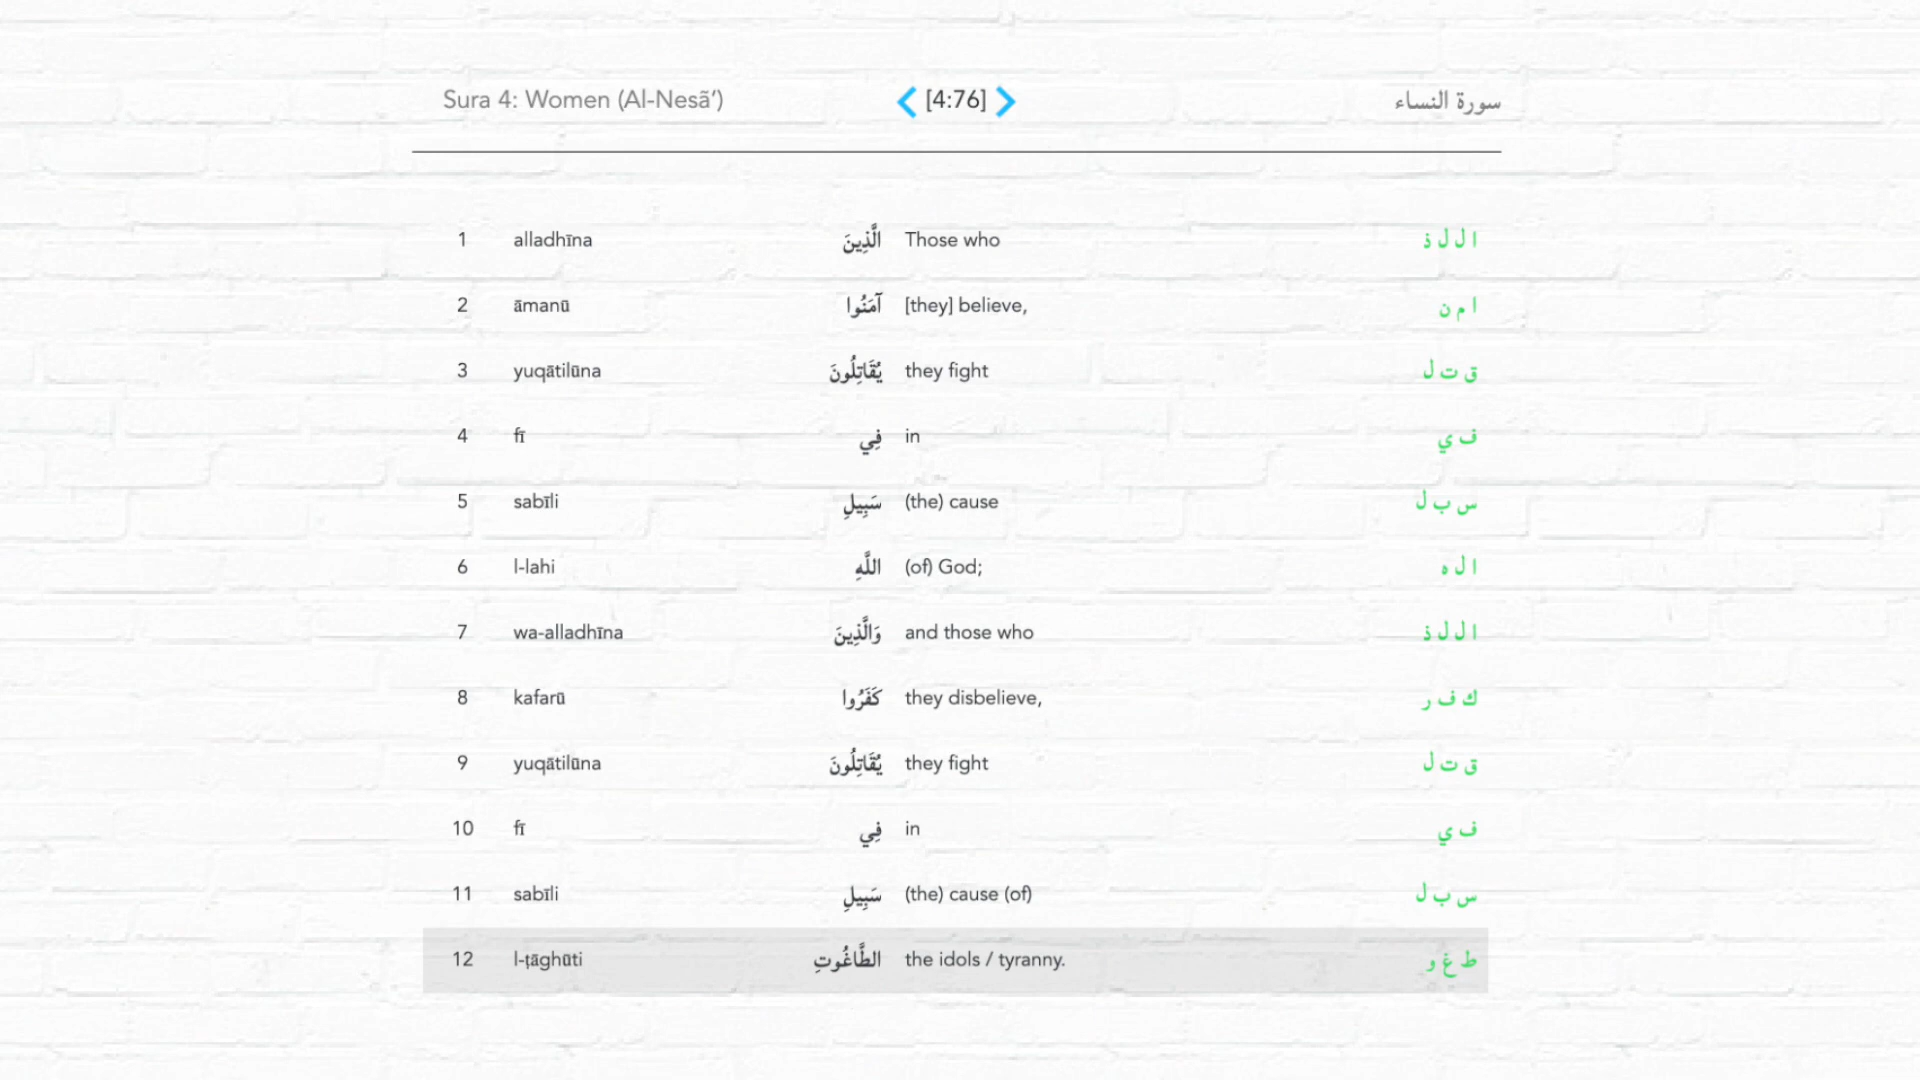 Sura 4: Women (Al-Nesã’) [4:76] سورة النساء
1 alladhīna الَّذِينَ Those who ا ل ل ذ
2 āmanū آمَنُوا [they] believe, ا م ن
3 yuqātilūna يُقَاتِلُونَ they fight ق ت ل
4 fī فِي in ف ي
5 sabīli سَبِيلِ (the) cause س ب ل
6 l-lahi اللَّهِ (of) God; ا ل ه
7 wa-alladhīna وَالَّذِينَ and those who ا ل ل ذ
8 kafarū كَفَرُوا they disbelieve, ك ف ر
9 yuqātilūna يُقَاتِلُونَ they fight ق ت ل
10 fī فِي in ف ي
11 sabīli سَبِيلِ (the) cause (of) س ب ل
12 l-ṭāghūti الطَّاغُوتِ the idols / tyranny. ط غ و